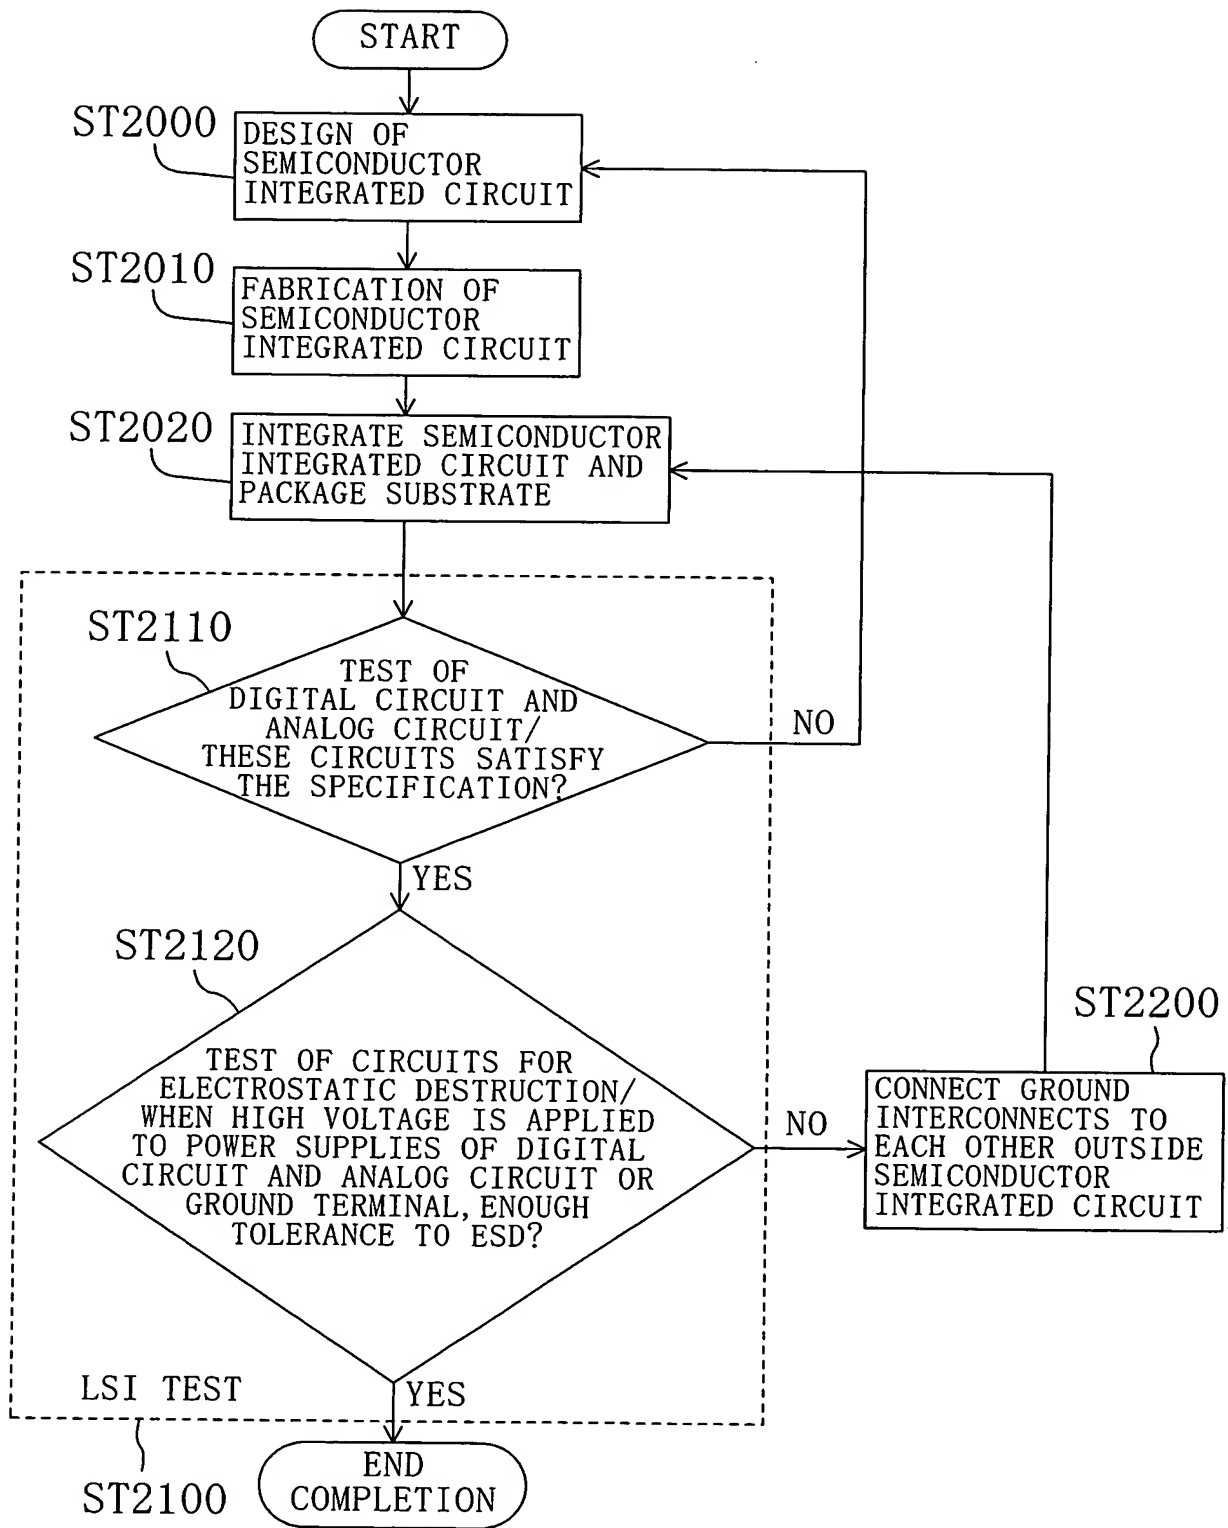 START
ST2000
DESIGN OF
SEMICONDUCTOR
INTEGRATED CIRCUIT
ST2010
FABRICATION OF
SEMICONDUCTOR
INTEGRATED CIRCUIT
ST2020
INTEGRATE SEMICONDUCTOR
INTEGRATED CIRCUIT AND
PACKAGE SUBSTRATE
ST2110
TEST OF
DIGITAL CIRCUIT AND
ANALOG CIRCUIT/
THESE CIRCUITS SATISFY
THE SPECIFICATION?
NO
YES
ST2120
TEST OF CIRCUITS FOR
ELECTROSTATIC DESTRUCTION/
WHEN HIGH VOLTAGE IS APPLIED
TO POWER SUPPLIES OF DIGITAL
CIRCUIT AND ANALOG CIRCUIT OR
GROUND TERMINAL, ENOUGH
TOLERANCE TO ESD?
NO
ST2200
CONNECT GROUND
INTERCONNECTS TO
EACH OTHER OUTSIDE
SEMICONDUCTOR
INTEGRATED CIRCUIT
YES
LSI TEST
ST2100
END
COMPLETION